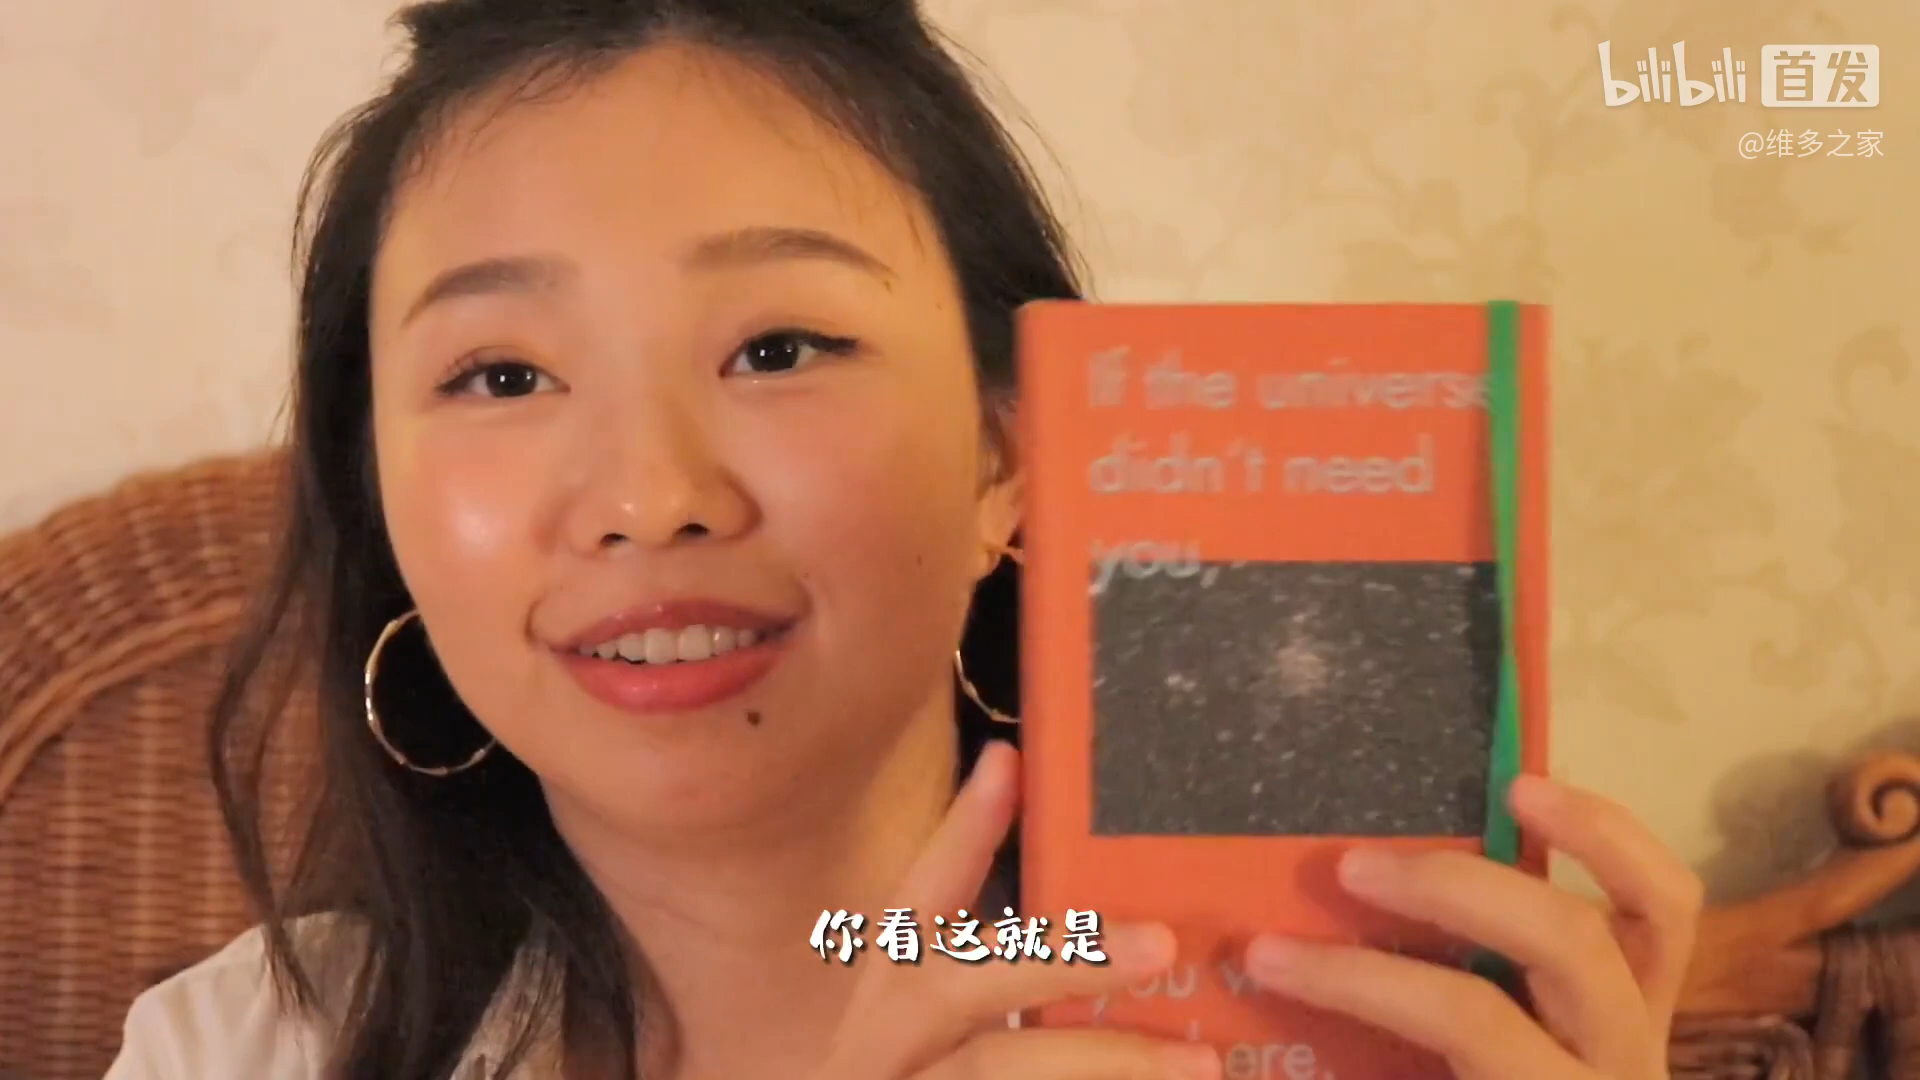 bilibili 首发
@维多之家
If the universe
didn't need
you,
you w
ere.
你看这就是